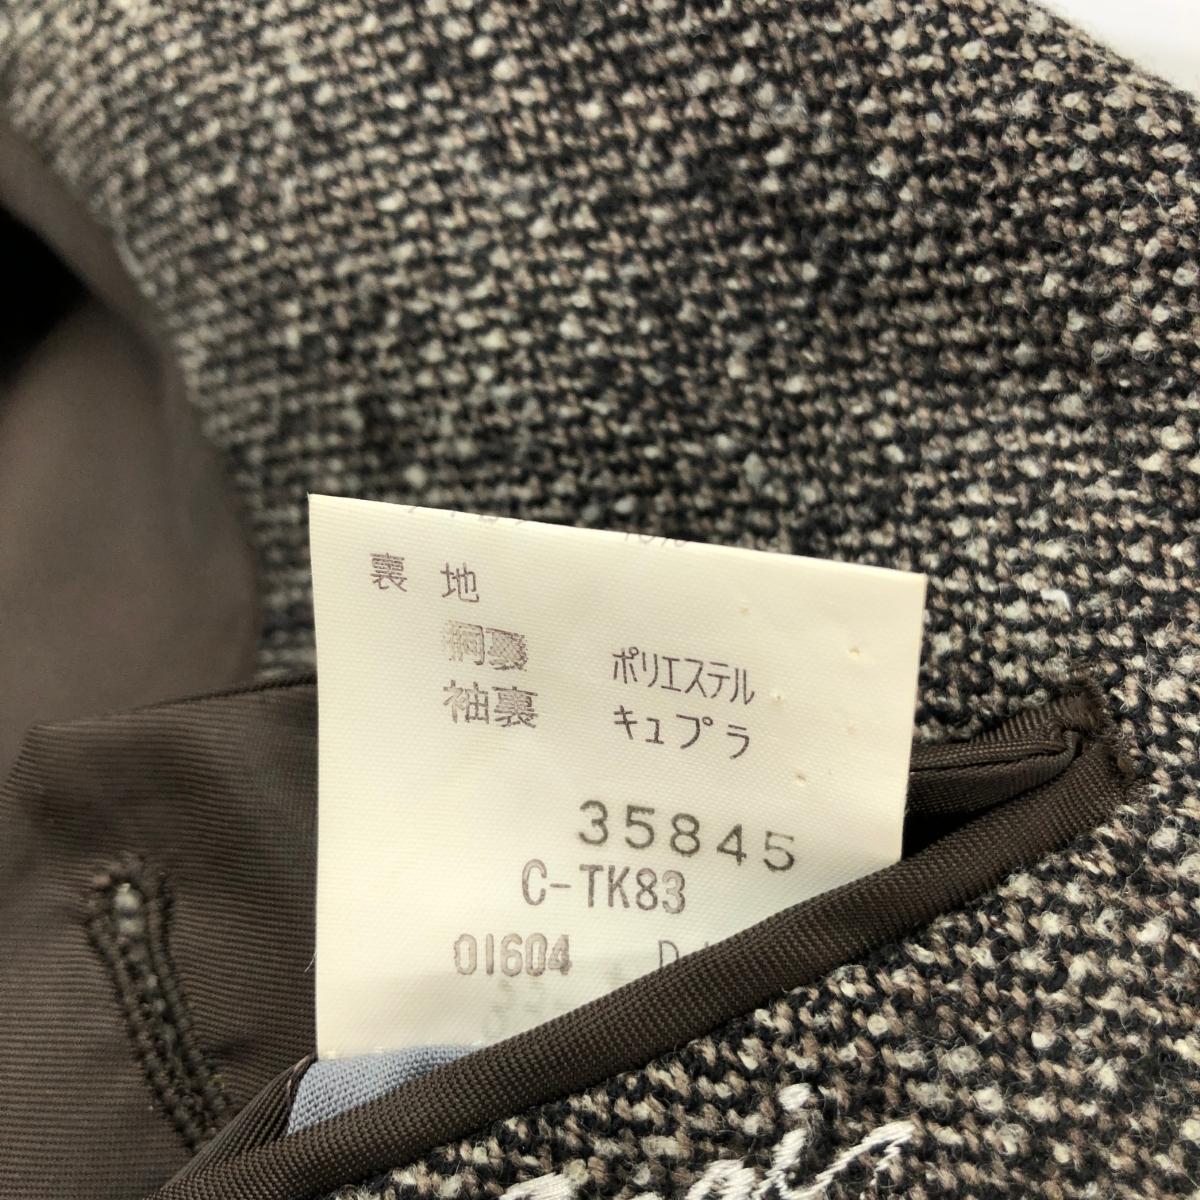 裏 地
胴裏 ポリエステル
袖裏 キュプラ
35845
C-TK83
01604 D